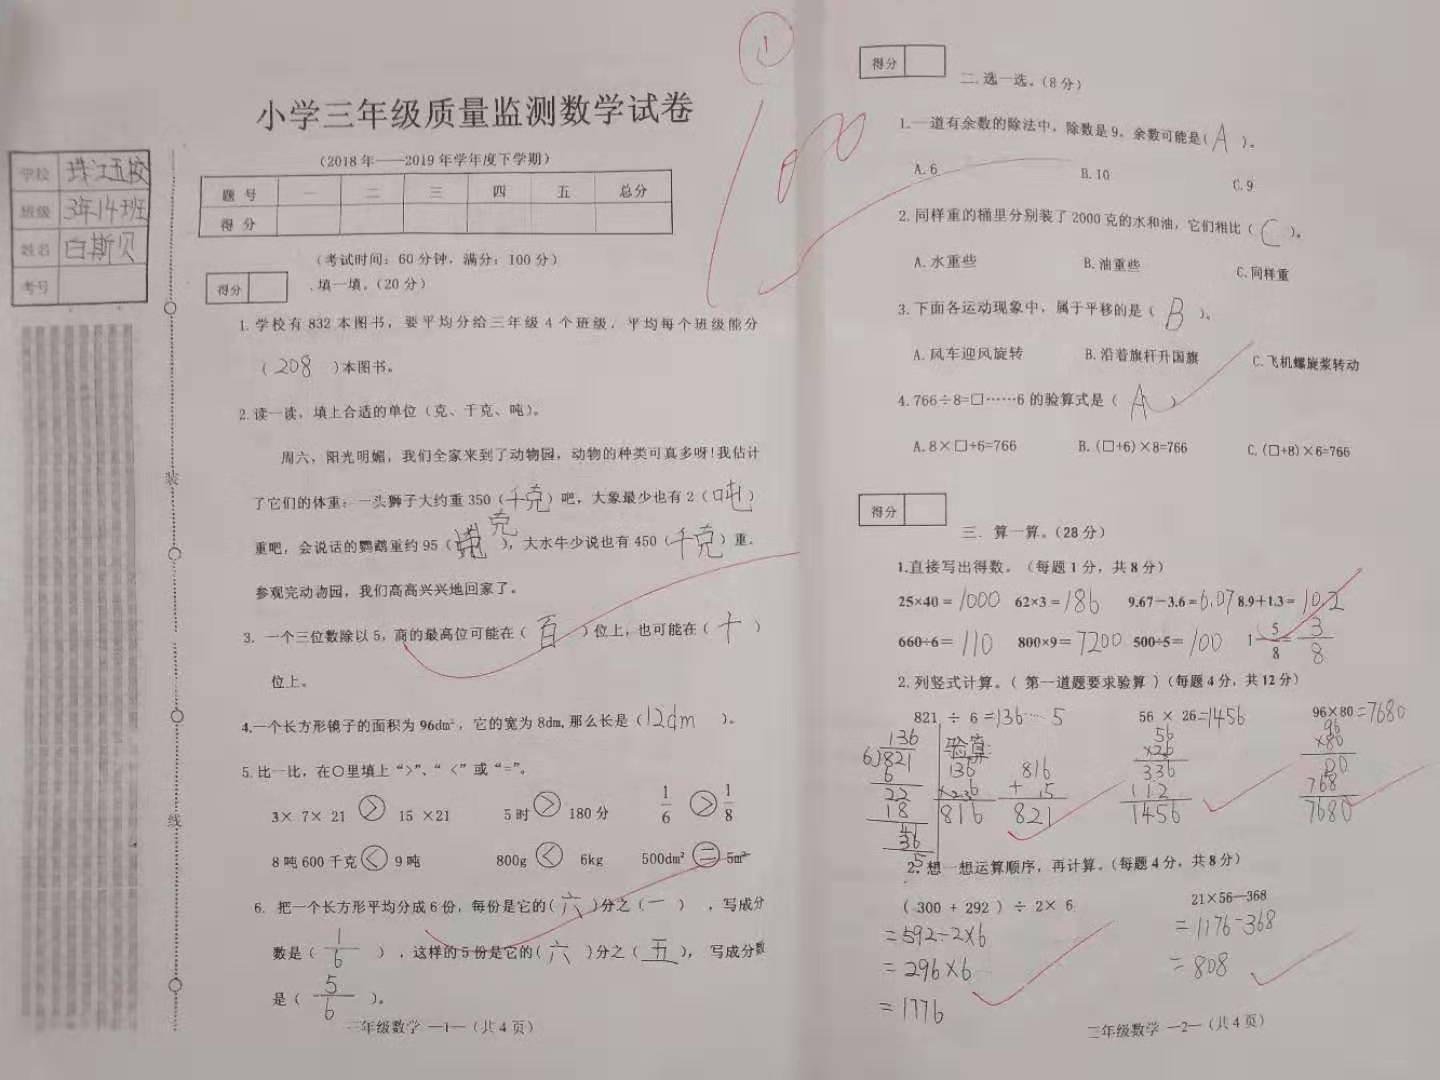 学校 珠江五校
班级 3年14班
姓名 白斯贝
考号
装
线
小学三年级质量监测数学试卷
(2018年——2019年学年度下学期)
题 号 一 二 三 四 五 总分
得 分
(考试时间：60分钟，满分：100分)
得分
.填一填。(20分)
1.学校有832本图书，要平均分给三年级4个班级，平均每个班级能分
(208)本图书。
2.读一读，填上合适的单位(克、千克、吨)。
周六，阳光明媚，我们全家来到了动物园，动物的种类可真多呀!我估计
了它们的体重：一头狮子大约重350(千克)吧，大象最少也有2(吨)
重吧，会说话的鹦鹉重约95(克)，大水牛少说也有450(千克)重.
参观完动物园，我们高高兴兴地回家了。
3. 一个三位数除以5，商的最高位可能在(百)位上，也可能在(十)
位上。
4.一个长方形镜子的面积为96dm²，它的宽为8dm,那么长是(12dm)。
5.比一比，在○里填上“>”、“<”或“=”。
3×7×21 > 15×21 5时 > 180分 1/6 > 1/8
8吨600千克 < 9吨 800g < 6kg 500dm² = 5m²
6. 把一个长方形平均分成6份，每份是它的(六)分之(一)，写成分
数是(1/6)，这样的5份是它的(六)分之(五)，写成分数
是(5/6)。
三年级数学 —1—(共4页)
①
100
得分
二.选一选。(8分)
1.一道有余数的除法中，除数是9，余数可能是(A)。
A.6 B.10 C.9
2.同样重的桶里分别装了2000克的水和油，它们相比(C)。
A.水重些 B.油重些 C.同样重
3.下面各运动现象中，属于平移的是(B)。
A.风车迎风旋转 B.沿着旗杆升国旗 C.飞机螺旋桨转动
4.766÷8=□……6的验算式是(A)
A.8×□+6=766 B.(□+6)×8=766 C.(□+8)×6=766
得分
三. 算一算。(28分)
1.直接写出得数。(每题1分，共8分)
25×40=1000 62×3=186 9.67-3.6=6.07 8.9+1.3=10.2
660÷6=110 800×9=7200 500÷5=100 1-5/8=3/8
2.列竖式计算。(第一道题要求验算)(每题4分，共12分)
821 ÷ 6=136…5 56 × 26=1456 96×80=7680
136 验算: 56 96
6)821 136 816 ×26 ×80
6 × 6 + 5 336 00
22 816 821 112 768
18 1456 7680
36
5
2.想一想运算顺序，再计算。(每题4分，共8分)
(300 + 292) ÷ 2× 6 21×56—368
=592÷2×6 =1176-368
=296×6 =808
=1776
三年级数学 —2—(共4页)